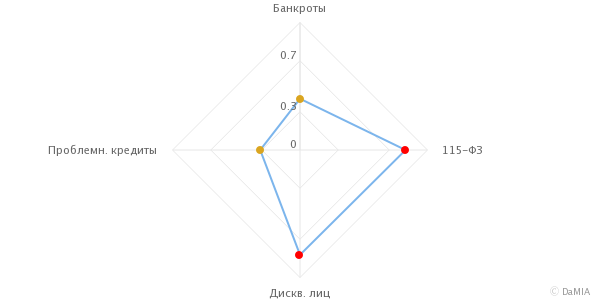 Банкроты
0.7
0.3
0
Проблемн. кредиты
115-ФЗ
Дискв. лиц
© DaMIA